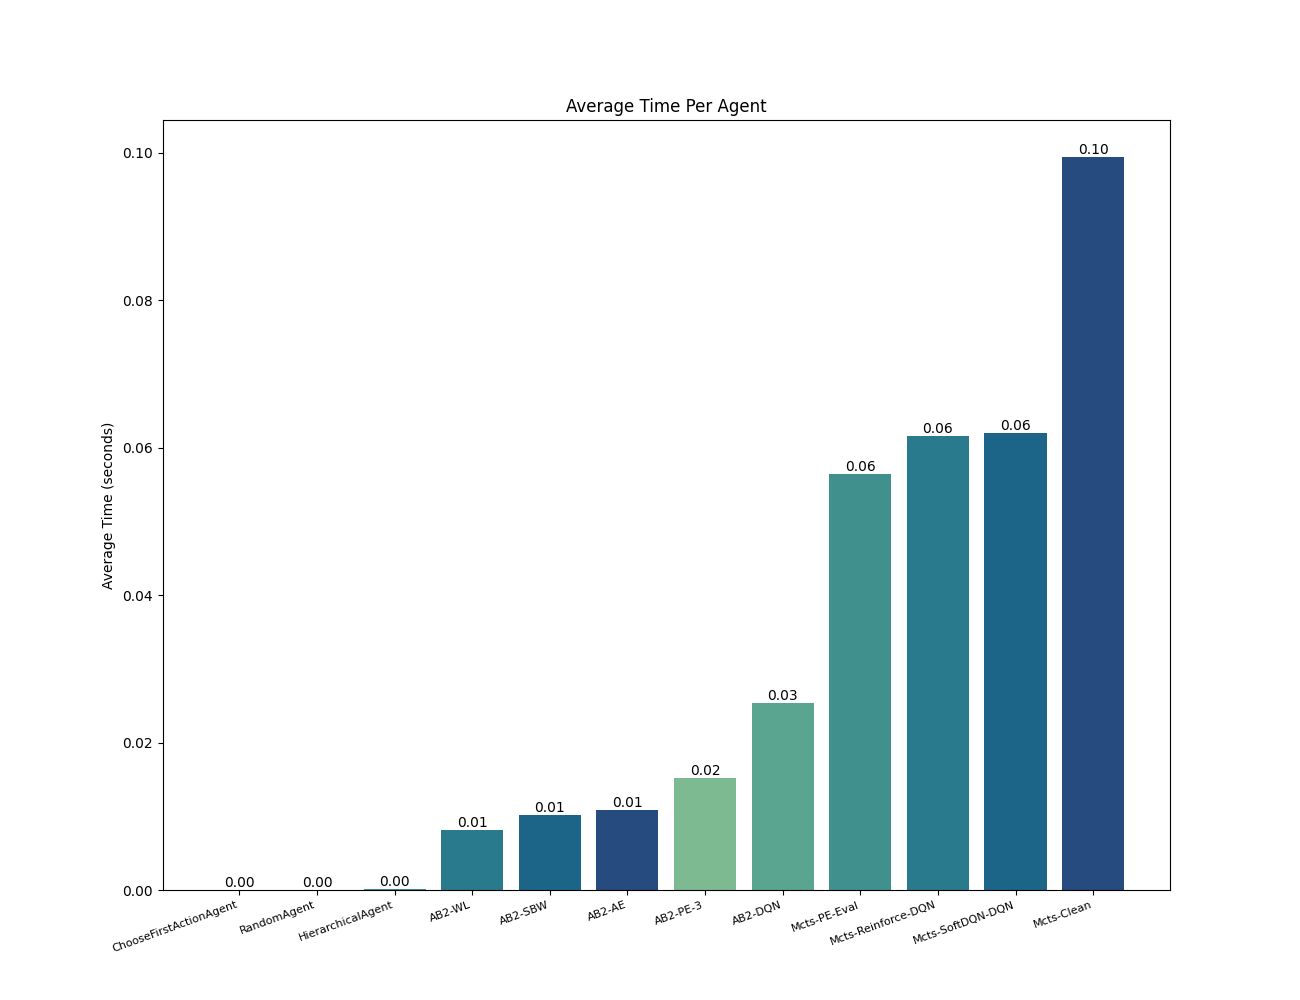 Average Time Per Agent
Average Time (seconds)
0.10
0.08
0.06
0.04
0.02
0.00
0.00
0.00
0.00
0.01
0.01
0.01
0.02
0.03
0.06
0.06
0.06
0.10
ChooseFirstActionAgent
RandomAgent
HierarchicalAgent
AB2-WL
AB2-SBW
AB2-AE
AB2-PE-3
AB2-DQN
Mcts-PE-Eval
Mcts-Reinforce-DQN
Mcts-SoftDQN-DQN
Mcts-Clean